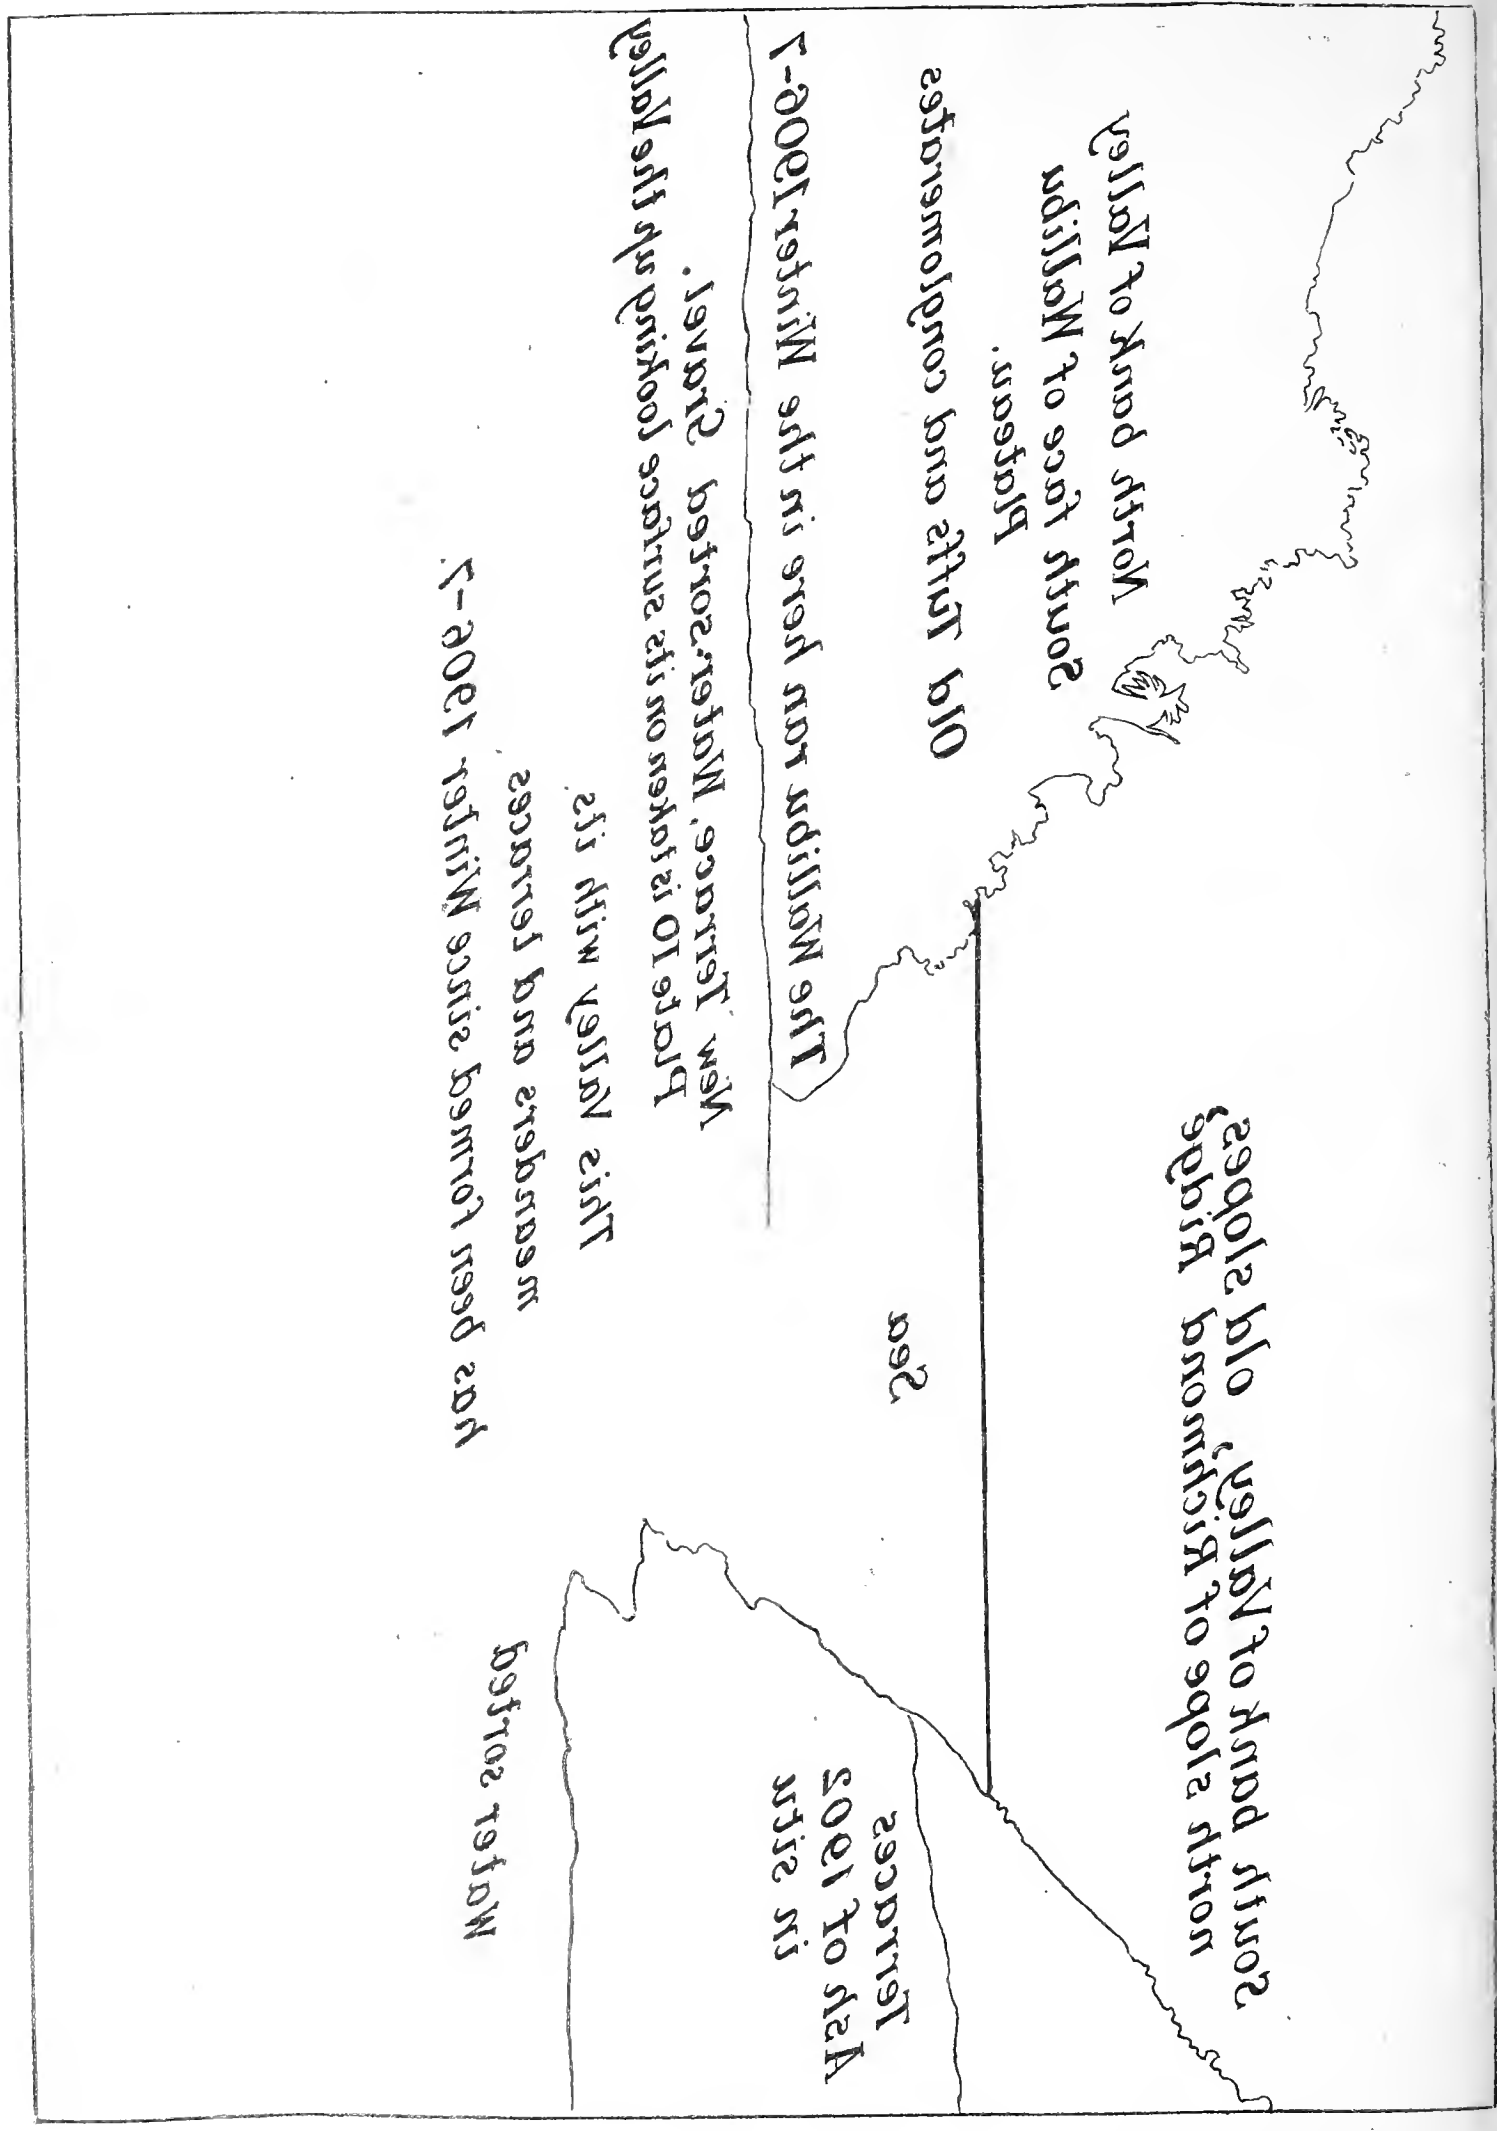 South bank of Valley, old slopes,
north slope of Richmond Ridge
North bank of Valley
South face of Wallibu
Plateau.
Old Tuffs and conglomerates
Sea
Terraces
Ash of 1902
in situ
The Wallibu ran here in the Winter 1906-7
New Terrace, Water-sorted Gravel.
Plate 10 is taken on its surface looking up the Valley
This Valley with its
meanders and terraces
has been formed since Winter 1906-7
Water sorted